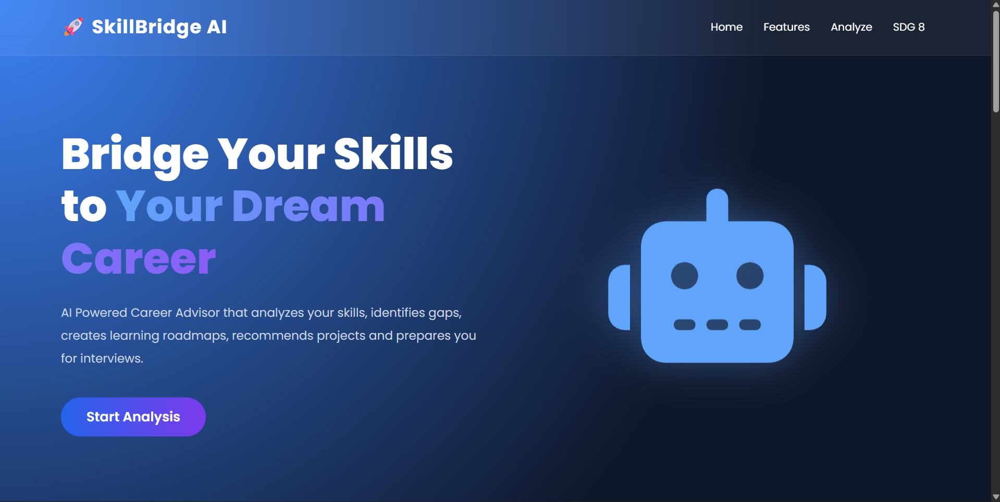 🚀 SkillBridge AI
Home
Features
Analyze
SDG 8
Bridge Your Skills
to Your Dream
Career
AI Powered Career Advisor that analyzes your skills, identifies gaps,
creates learning roadmaps, recommends projects and prepares you
for interviews.
Start Analysis